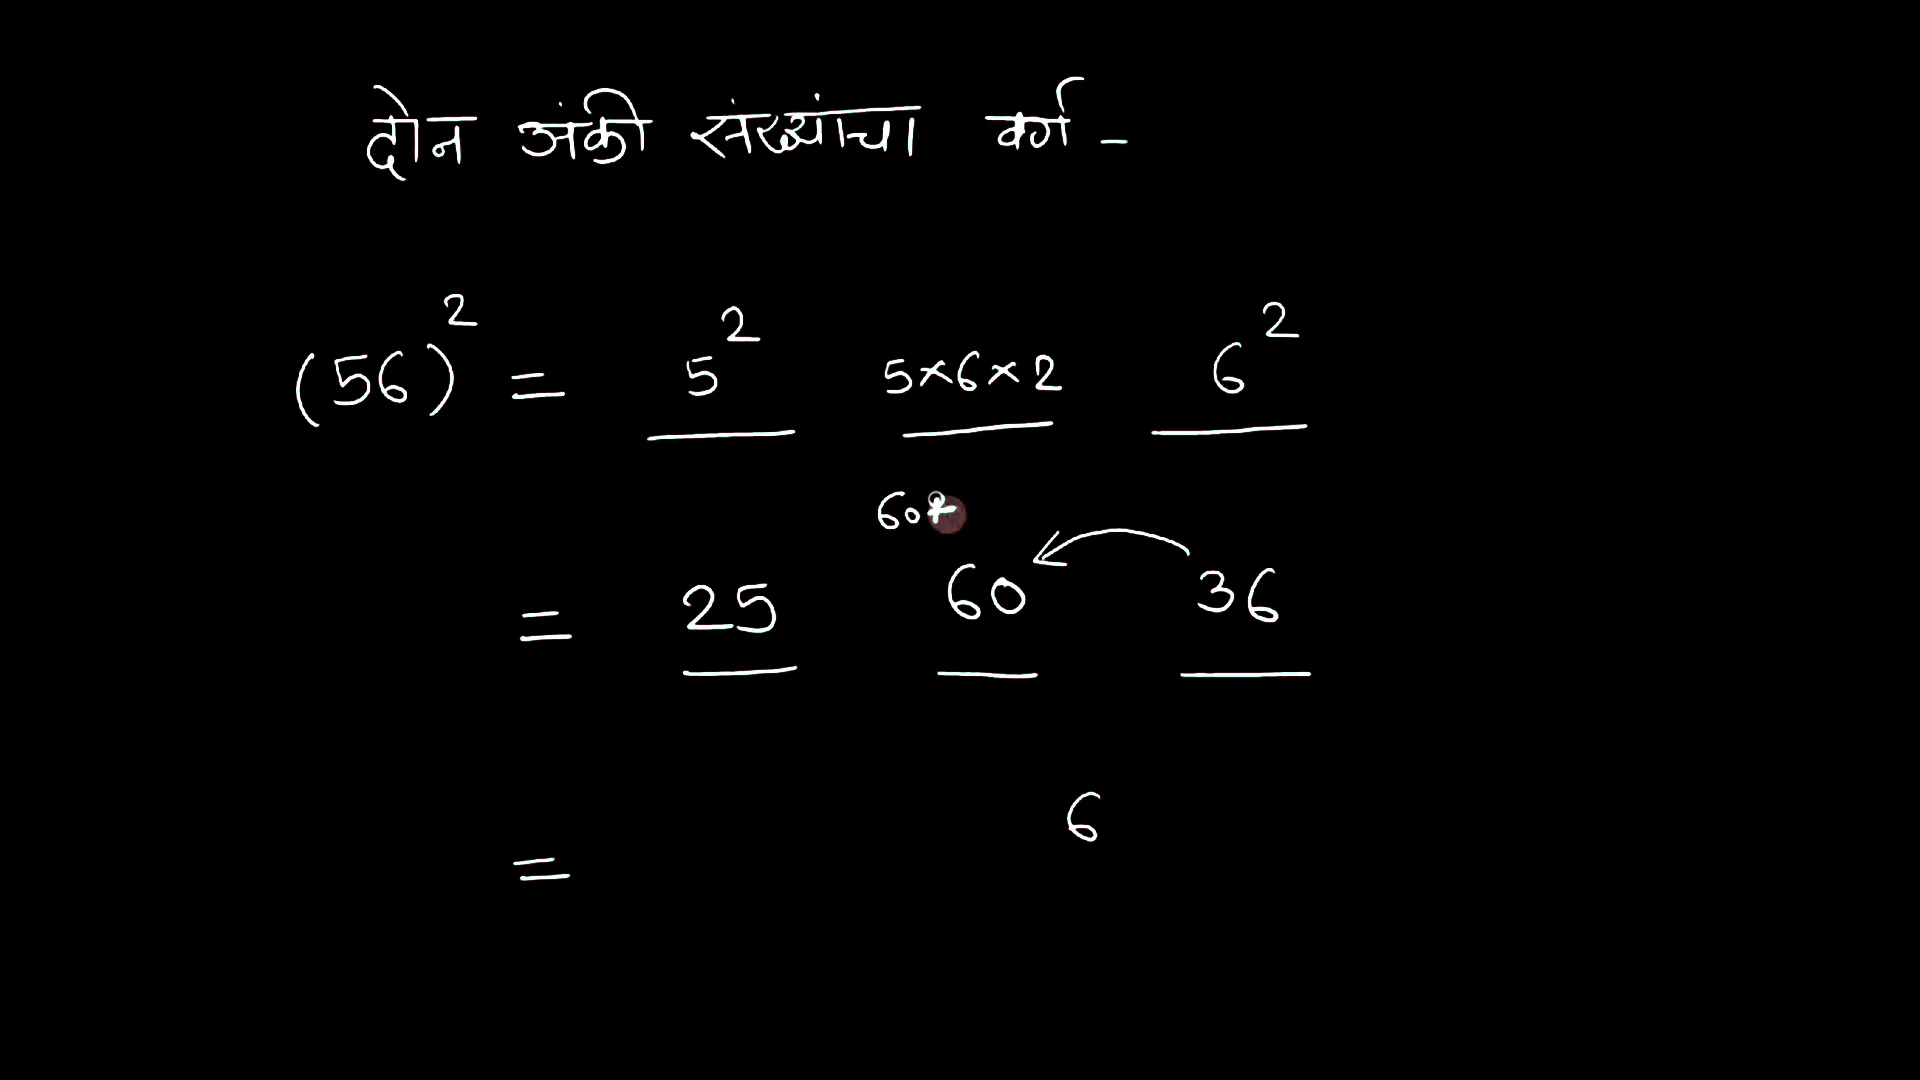 दोन अंकी संख्यांचा वर्ग -
(56)² = 5² 5×6×2 6²
60+
= 25 60 36
= 6